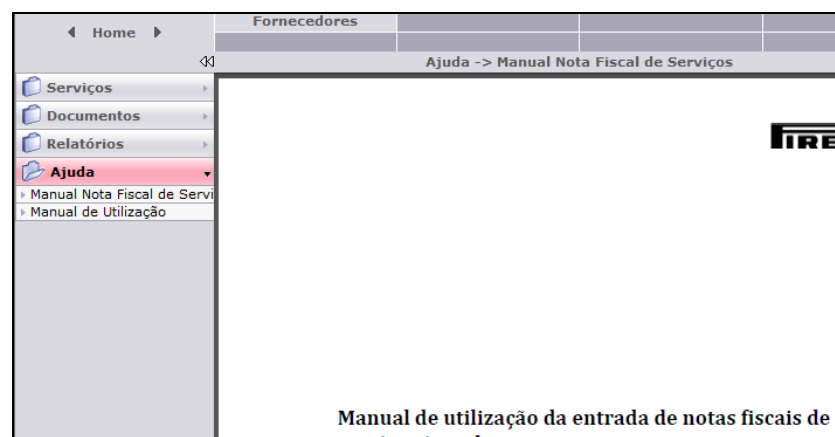 Home
Fornecedores
Ajuda -> Manual Nota Fiscal de Serviços
Serviços
Documentos
Relatórios
Ajuda
Manual Nota Fiscal de Servi
Manual de Utilização
IRE
Manual de utilização da entrada de notas fiscais de